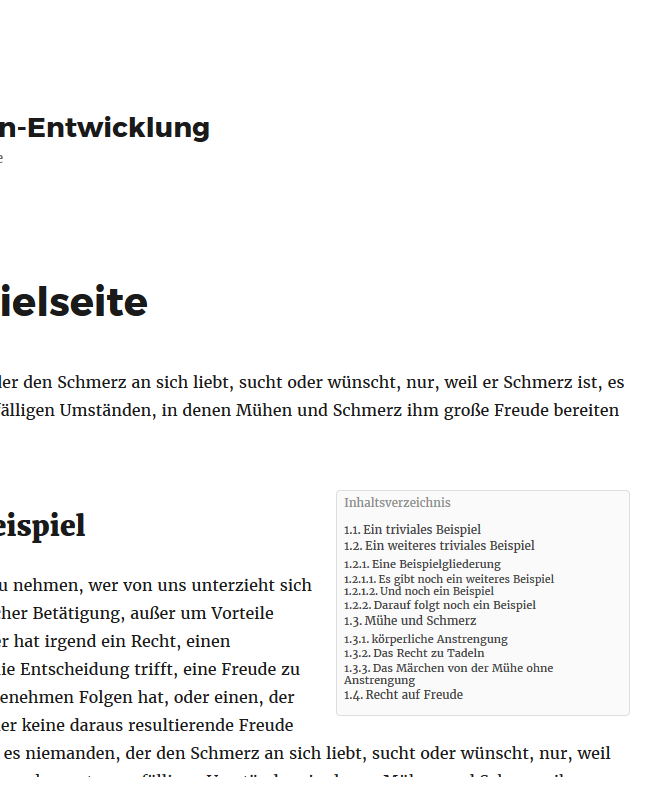 n-Entwicklung
e
ielseite
der den Schmerz an sich liebt, sucht oder wünscht, nur, weil er Schmerz ist, es
fälligen Umständen, in denen Mühen und Schmerz ihm große Freude bereiten
eispiel
u nehmen, wer von uns unterzieht sich
cher Betätigung, außer um Vorteile
er hat irgend ein Recht, einen
ie Entscheidung trifft, eine Freude zu
enehmen Folgen hat, oder einen, der
er keine daraus resultierende Freude
es niemanden, der den Schmerz an sich liebt, sucht oder wünscht, nur, weil
Inhaltsverzeichnis
1.1. Ein triviales Beispiel
1.2. Ein weiteres triviales Beispiel
1.2.1. Eine Beispielgliederung
1.2.1.1. Es gibt noch ein weiteres Beispiel
1.2.1.2. Und noch ein Beispiel
1.2.2. Darauf folgt noch ein Beispiel
1.3. Mühe und Schmerz
1.3.1. körperliche Anstrengung
1.3.2. Das Recht zu Tadeln
1.3.3. Das Märchen von der Mühe ohne
Anstrengung
1.4. Recht auf Freude